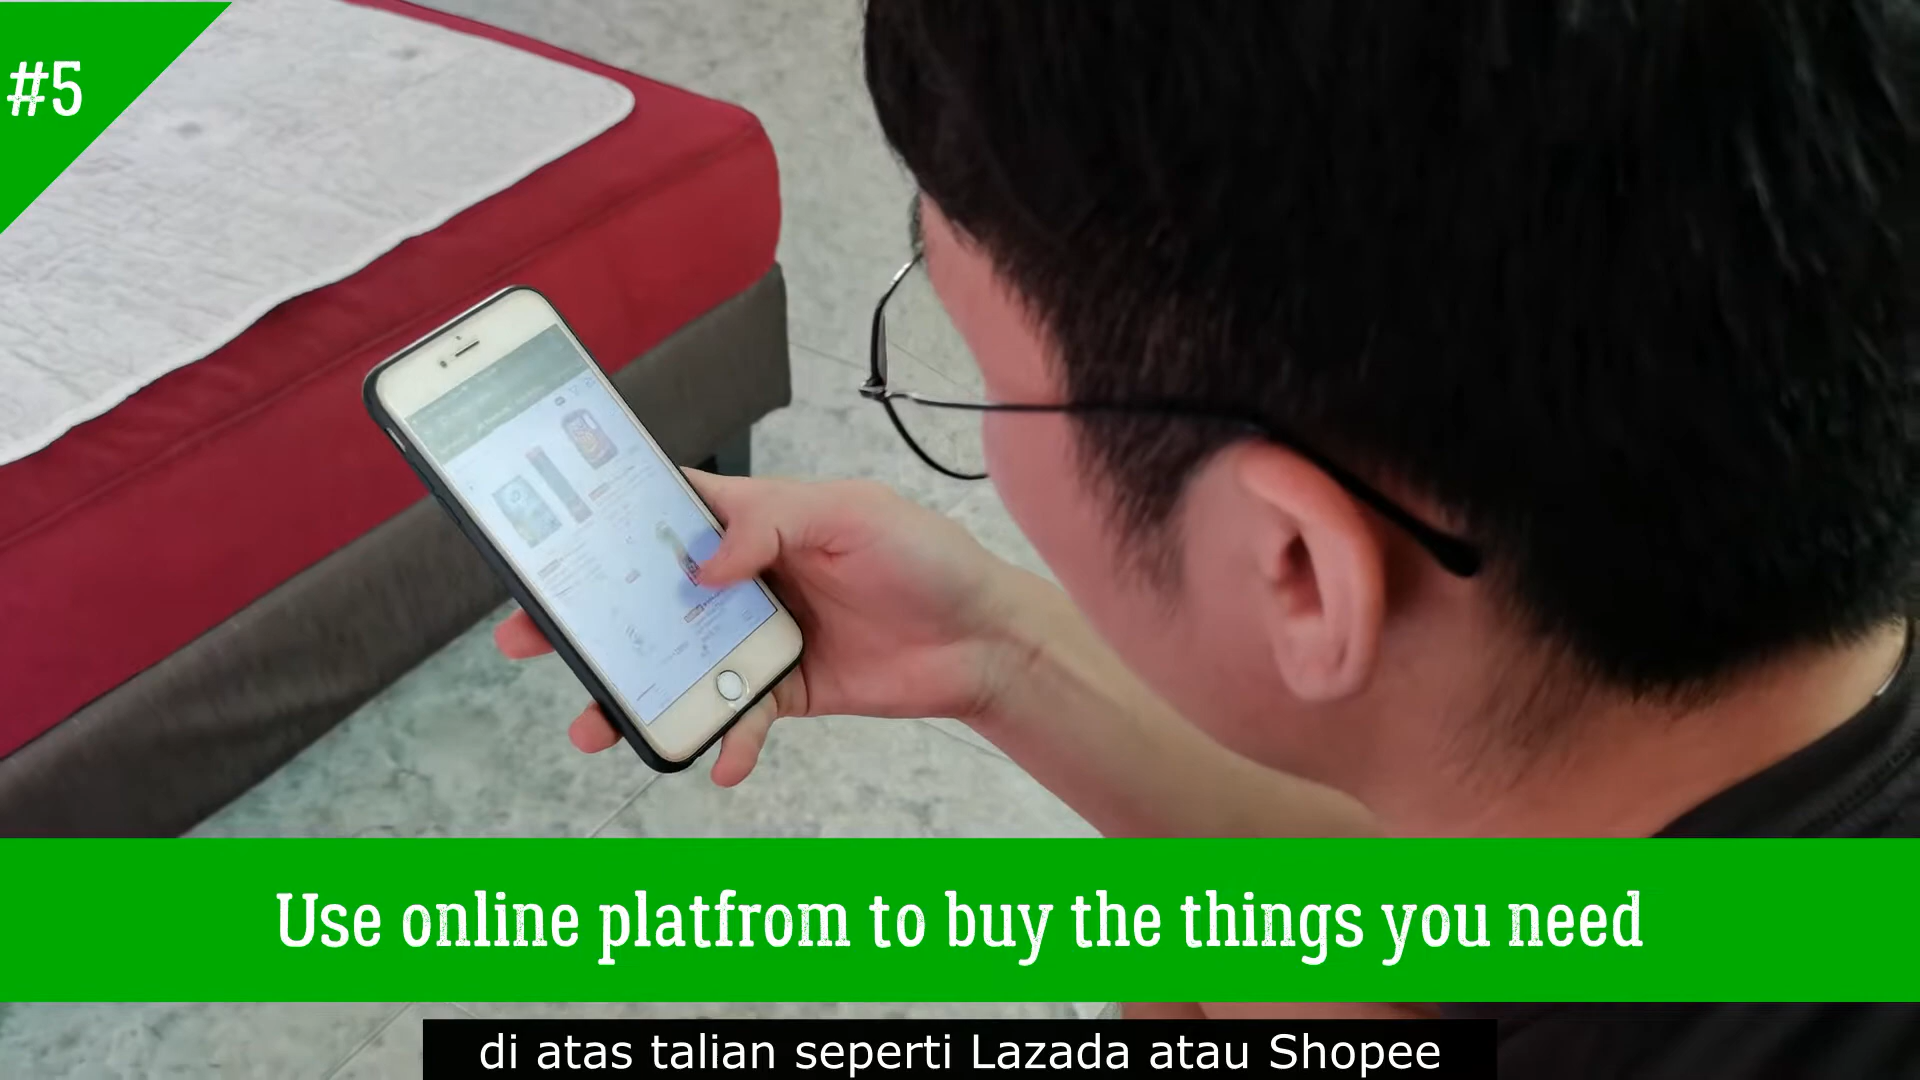 #5
Use online platfrom to buy the things you need
di atas talian seperti Lazada atau Shopee